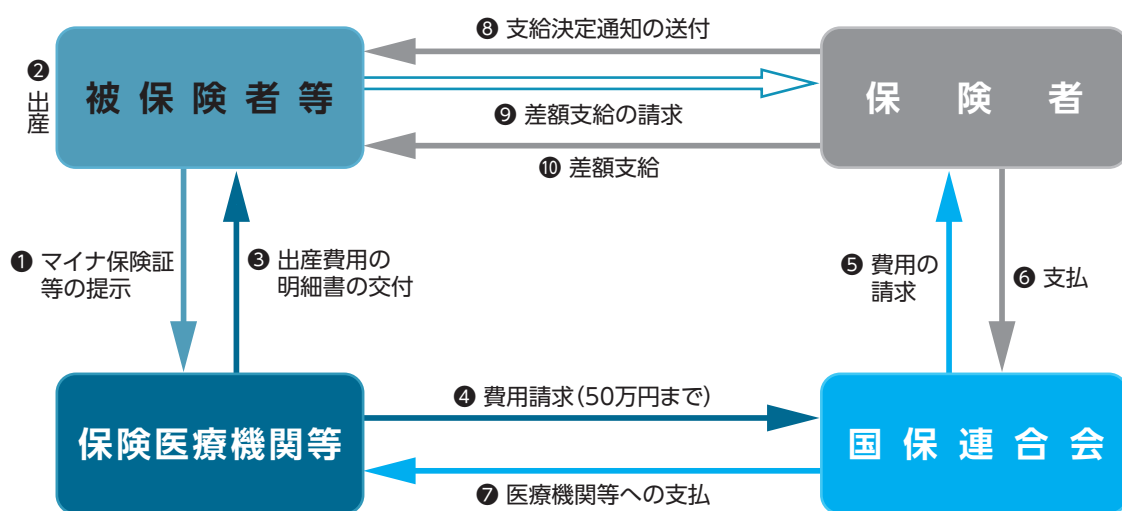 ❽ 支給決定通知の送付
❷ 出産
被保険者等
保険者
❾ 差額支給の請求
❿ 差額支給
❶ マイナ保険証
等の提示
❸ 出産費用の
明細書の交付
❺ 費用の
請求
❻ 支払
❹ 費用請求(50万円まで)
保険医療機関等
国保連合会
❼ 医療機関等への支払